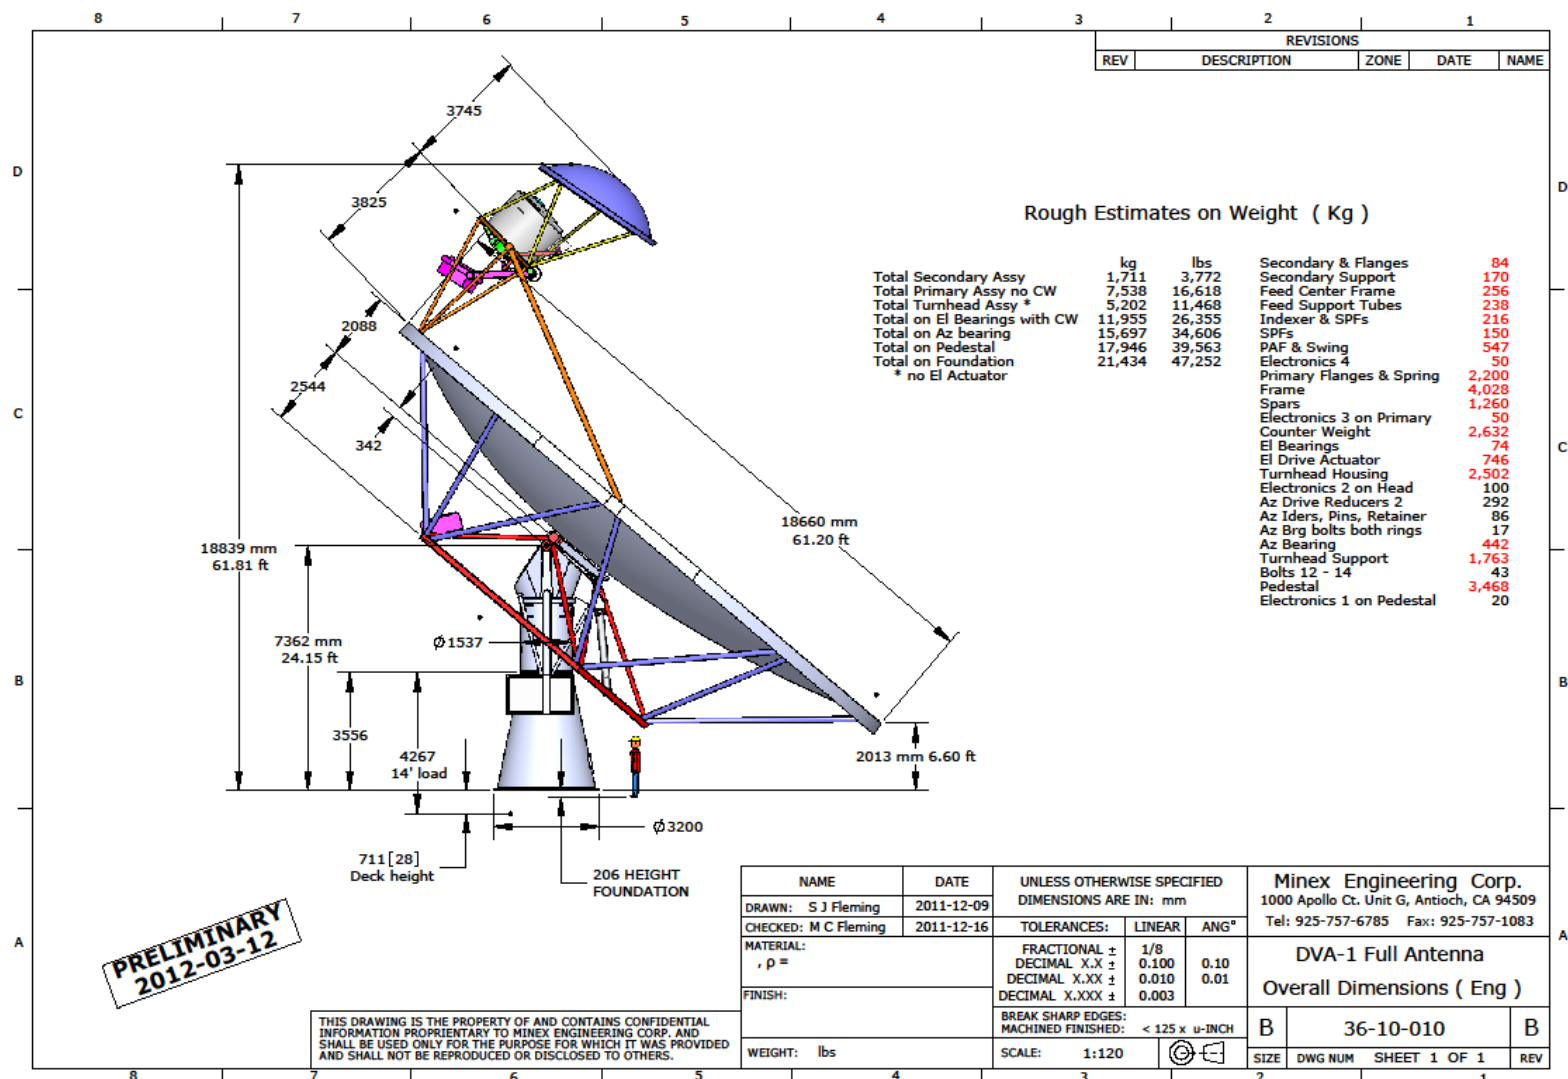 8 7 6 5 4 3 2 1
REVISIONS
REV DESCRIPTION ZONE DATE NAME
D
D
C
C
B
B
A
A
3745
3825
2088
2544
342
18839 mm
61.81 ft
7362 mm
24.15 ft
Ø1537
3556
4267
14' load
18660 mm
61.20 ft
2013 mm 6.60 ft
Ø3200
711[28]
Deck height
206 HEIGHT
FOUNDATION
Rough Estimates on Weight ( Kg )
kg lbs
Total Secondary Assy 1,711 3,772
Total Primary Assy no CW 7,538 16,618
Total Turnhead Assy * 5,202 11,468
Total on El Bearings with CW 11,955 26,355
Total on Az bearing 15,697 34,606
Total on Pedestal 17,946 39,563
Total on Foundation 21,434 47,252
* no El Actuator
Secondary & Flanges 84
Secondary Support 170
Feed Center Frame 256
Feed Support Tubes 238
Indexer & SPFs 216
SPFs 150
PAF & Swing 547
Electronics 4 50
Primary Flanges & Spring 2,200
Frame 4,028
Spars 1,260
Electronics 3 on Primary 50
Counter Weight 2,632
El Bearings 74
El Drive Actuator 746
Turnhead Housing 2,502
Electronics 2 on Head 100
Az Drive Reducers 2 292
Az Iders, Pins, Retainer 86
Az Brg bolts both rings 17
Az Bearing 442
Turnhead Support 1,763
Bolts 12 - 14 43
Pedestal 3,468
Electronics 1 on Pedestal 20
PRELIMINARY
2012-03-12
THIS DRAWING IS THE PROPERTY OF AND CONTAINS CONFIDENTIAL
INFORMATION PROPRIENTARY TO MINEX ENGINEERING CORP. AND
SHALL BE USED ONLY FOR THE PURPOSE FOR WHICH IT WAS PROVIDED
AND SHALL NOT BE REPRODUCED OR DISCLOSED TO OTHERS.
NAME DATE
DRAWN: S J Fleming 2011-12-09
CHECKED: M C Fleming 2011-12-16
MATERIAL:
, ρ =
FINISH:
WEIGHT: lbs
UNLESS OTHERWISE SPECIFIED
DIMENSIONS ARE IN: mm
TOLERANCES: LINEAR ANG°
FRACTIONAL ± 1/8
DECIMAL X.X ± 0.100 0.10
DECIMAL X.XX ± 0.010 0.01
DECIMAL X.XXX ± 0.003
BREAK SHARP EDGES:
MACHINED FINISHED: < 125 x u-INCH
SCALE: 1:120
Minex Engineering Corp.
1000 Apollo Ct. Unit G, Antioch, CA 94509
Tel: 925-757-6785 Fax: 925-757-1083
DVA-1 Full Antenna
Overall Dimensions ( Eng )
B 36-10-010 B
SIZE DWG NUM SHEET 1 OF 1 REV
8 7 6 5 4 3 2 1